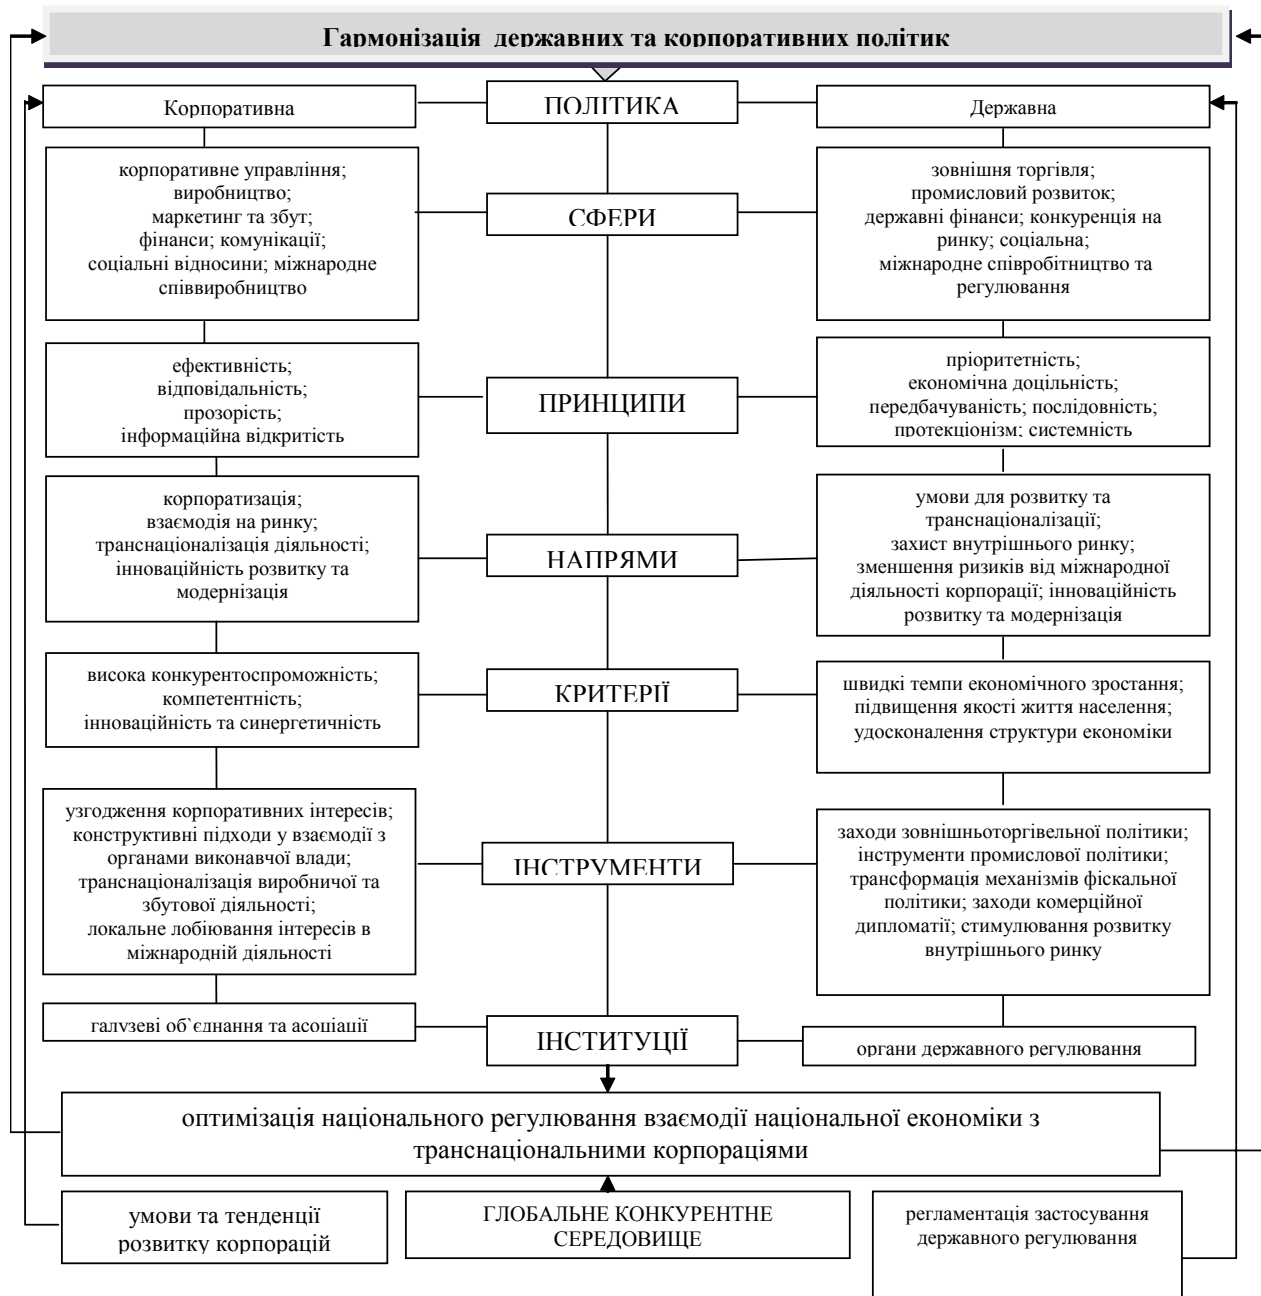 Гармонізація державних та корпоративних політик
Корпоративна
ПОЛІТИКА
Державна
корпоративне управління;
виробництво;
маркетинг та збут;
фінанси; комунікації;
соціальні відносини; міжнародне
співвиробництво
СФЕРИ
зовнішня торгівля;
промисловий розвиток;
державні фінанси; конкуренція на
ринку; соціальна;
міжнародне співробітництво та
регулювання
ефективність;
відповідальність;
прозорість;
інформаційна відкритість
ПРИНЦИПИ
пріоритетність;
економічна доцільність;
передбачуваність; послідовність;
протекціонізм; системність
корпоратизація;
взаємодія на ринку;
транснаціоналізація діяльності;
інноваційність розвитку та
модернізація
НАПРЯМИ
умови для розвитку та
транснаціоналізації;
захист внутрішнього ринку;
зменшення ризиків від міжнародної
діяльності корпорації; інноваційність
розвитку та модернізація
висока конкурентоспроможність;
компетентність;
інноваційність та синергетичність
КРИТЕРІЇ
швидкі темпи економічного зростання;
підвищення якості життя населення;
удосконалення структури економіки
узгодження корпоративних інтересів;
конструктивні підходи у взаємодії з
органами виконавчої влади;
транснаціоналізація виробничої та
збутової діяльності;
локальне лобіювання інтересів в
міжнародній діяльності
ІНСТРУМЕНТИ
заходи зовнішньоторгівельної політики;
інструменти промислової політики;
трансформація механізмів фіскальної
політики; заходи комерційної
дипломатії; стимулювання розвитку
внутрішнього ринку
галузеві об`єднання та асоціації
ІНСТИТУЦІЇ
органи державного регулювання
оптимізація національного регулювання взаємодії національної економіки з
транснаціональними корпораціями
умови та тенденції
розвитку корпорацій
ГЛОБАЛЬНЕ КОНКУРЕНТНЕ
СЕРЕДОВИЩЕ
регламентація застосування
державного регулювання